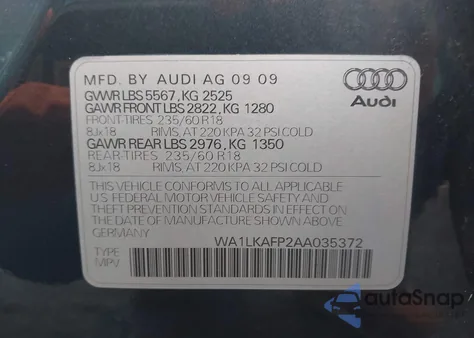 MFD. BY AUDI AG 09 09
GVWR LBS 5567, KG 2525
GAWR FRONT LBS 2822, KG 1280
FRONT-TIRES 235/60 R18
8Jx18 RIMS, AT 220 KPA 32 PSI COLD
GAWR REAR LBS 2976, KG 1350
REAR-TIRES 235/60 R18
8Jx18 RIMS, AT 220 KPA 32 PSI COLD
THIS VEHICLE CONFORMS TO ALL APPLICABLE
U.S. FEDERAL MOTOR VEHICLE SAFETY AND
THEFT PREVENTION STANDARDS IN EFFECT ON
THE DATE OF MANUFACTURE SHOWN ABOVE
GERMANY WA1LKAFP2AA035372
TYPE
MPV
Audi
autoSnap